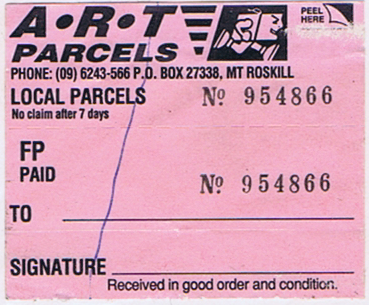 A•R•T
PARCELS
PEEL
HERE
PHONE: (09) 6243-566 P.O. BOX 27338, MT ROSKILL
LOCAL PARCELS Nº 954866
No claim after 7 days
FP
PAID
Nº 954866
TO
SIGNATURE
Received in good order and condition.